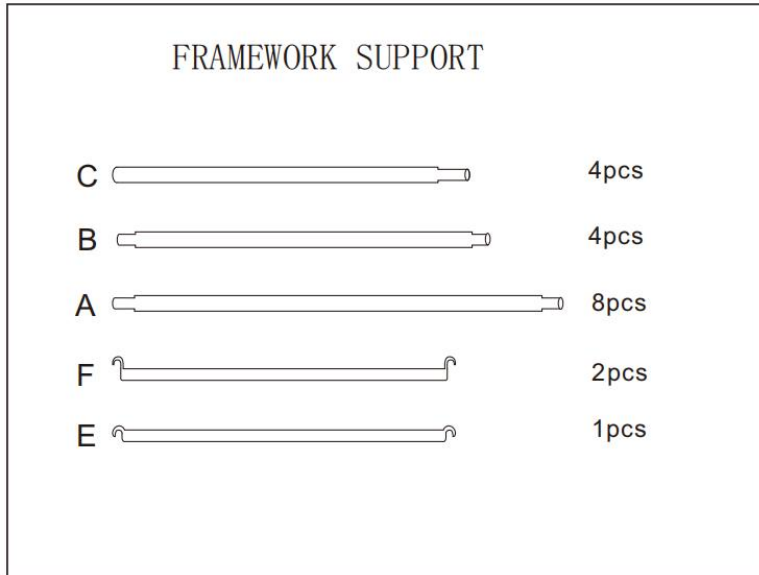 FRAMEWORK SUPPORT
C 4pcs
B 4pcs
A 8pcs
F 2pcs
E 1pcs